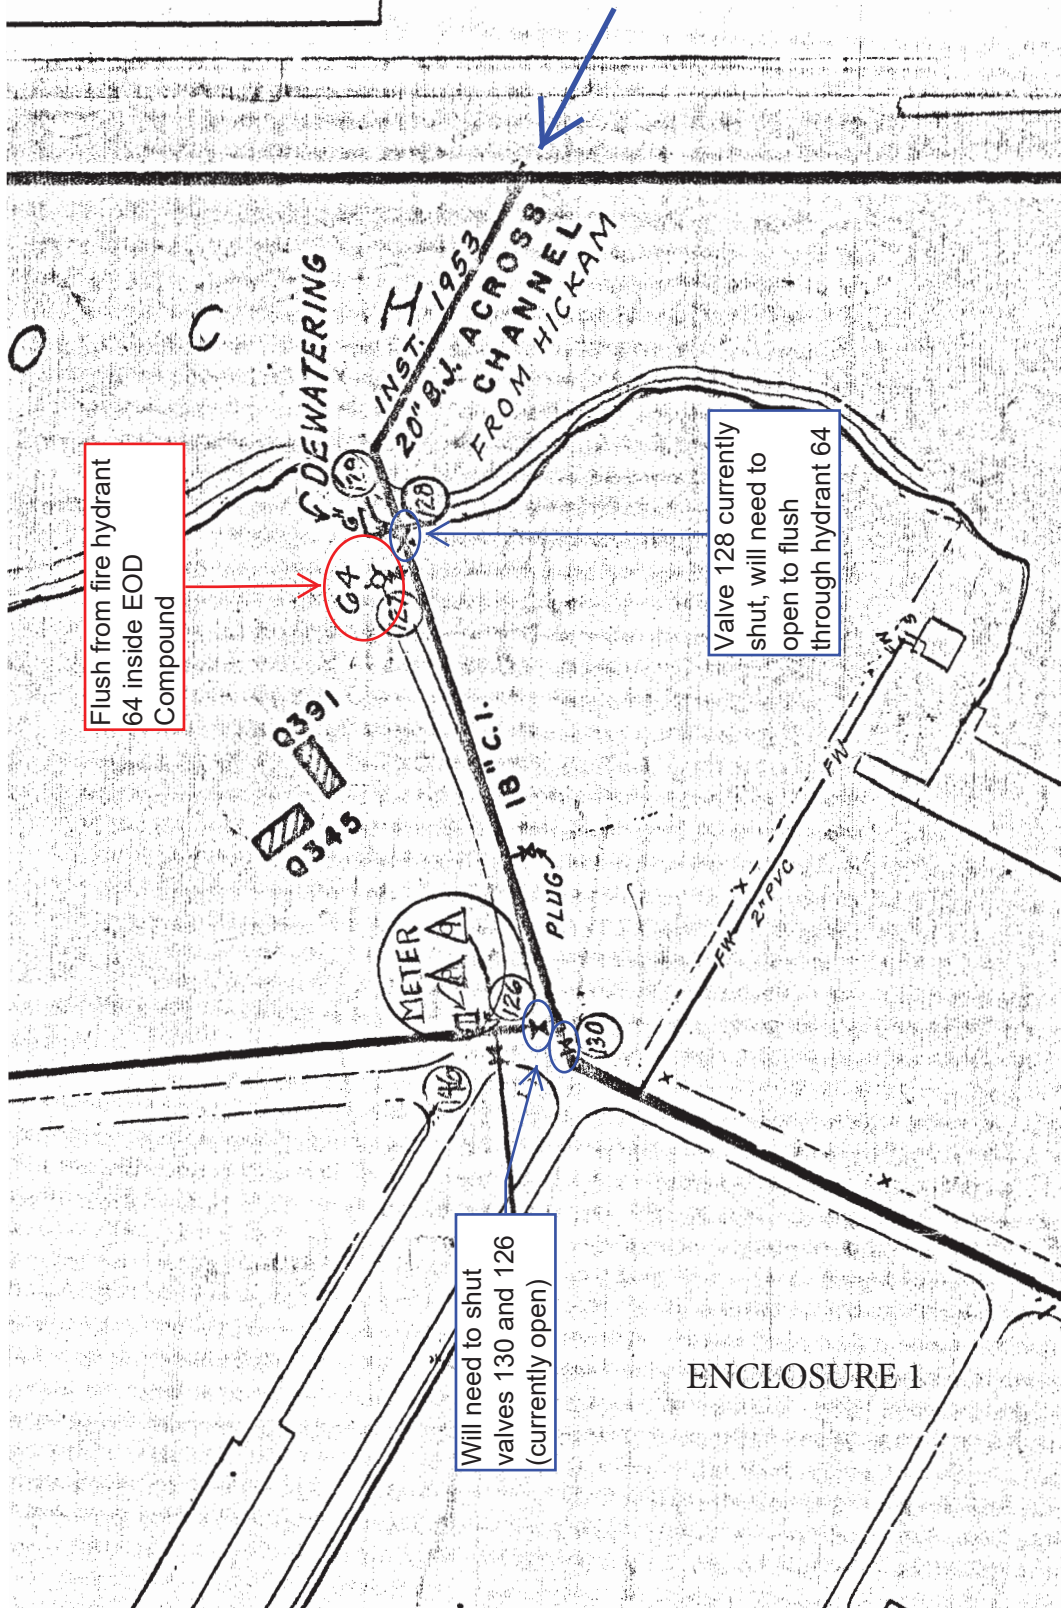 Flush from fire hydrant
64 inside EOD
Compound
DEWATERING
INST. 1953
20" B.J. ACROSS
CHANNEL
FROM HICKAM
64
128
Valve 128 currently
shut, will need to
open to flush
through hydrant 64
0391
0345
18" C.I.
PLUG
METER
126
130
146
FW
2" PVC
FW
Will need to shut
valves 130 and 126
(currently open)
ENCLOSURE 1